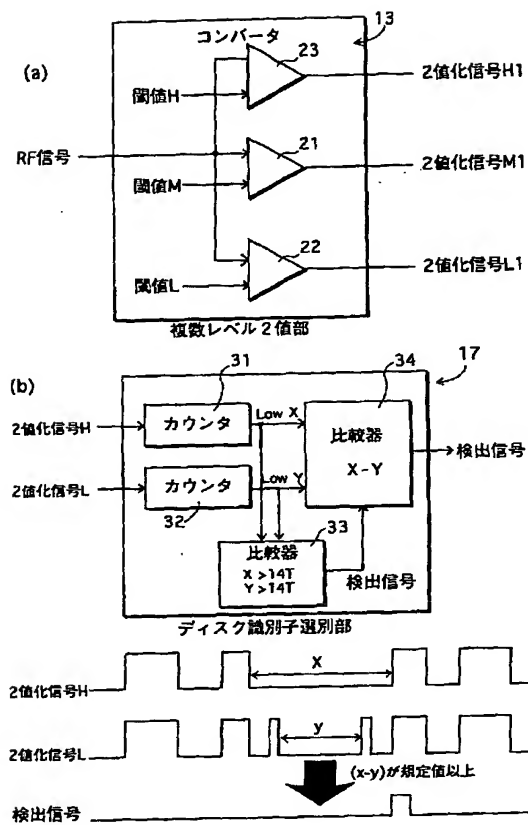 コンバータ
13
(a)
23
閾値H
2値化信号H1
21
RF信号
2値化信号M1
閾値M
22
2値化信号L1
閾値L
複数レベル2値部
(b)
31
34
17
2値化信号H
カウンタ
Low X
比較器
X-Y
検出信号
2値化信号L
カウンタ
Low Y
32
33
比較器
X>14T
Y>14T
検出信号
ディスク識別子選別部
X
2値化信号H
y
2値化信号L
(x-y)が規定値以上
検出信号